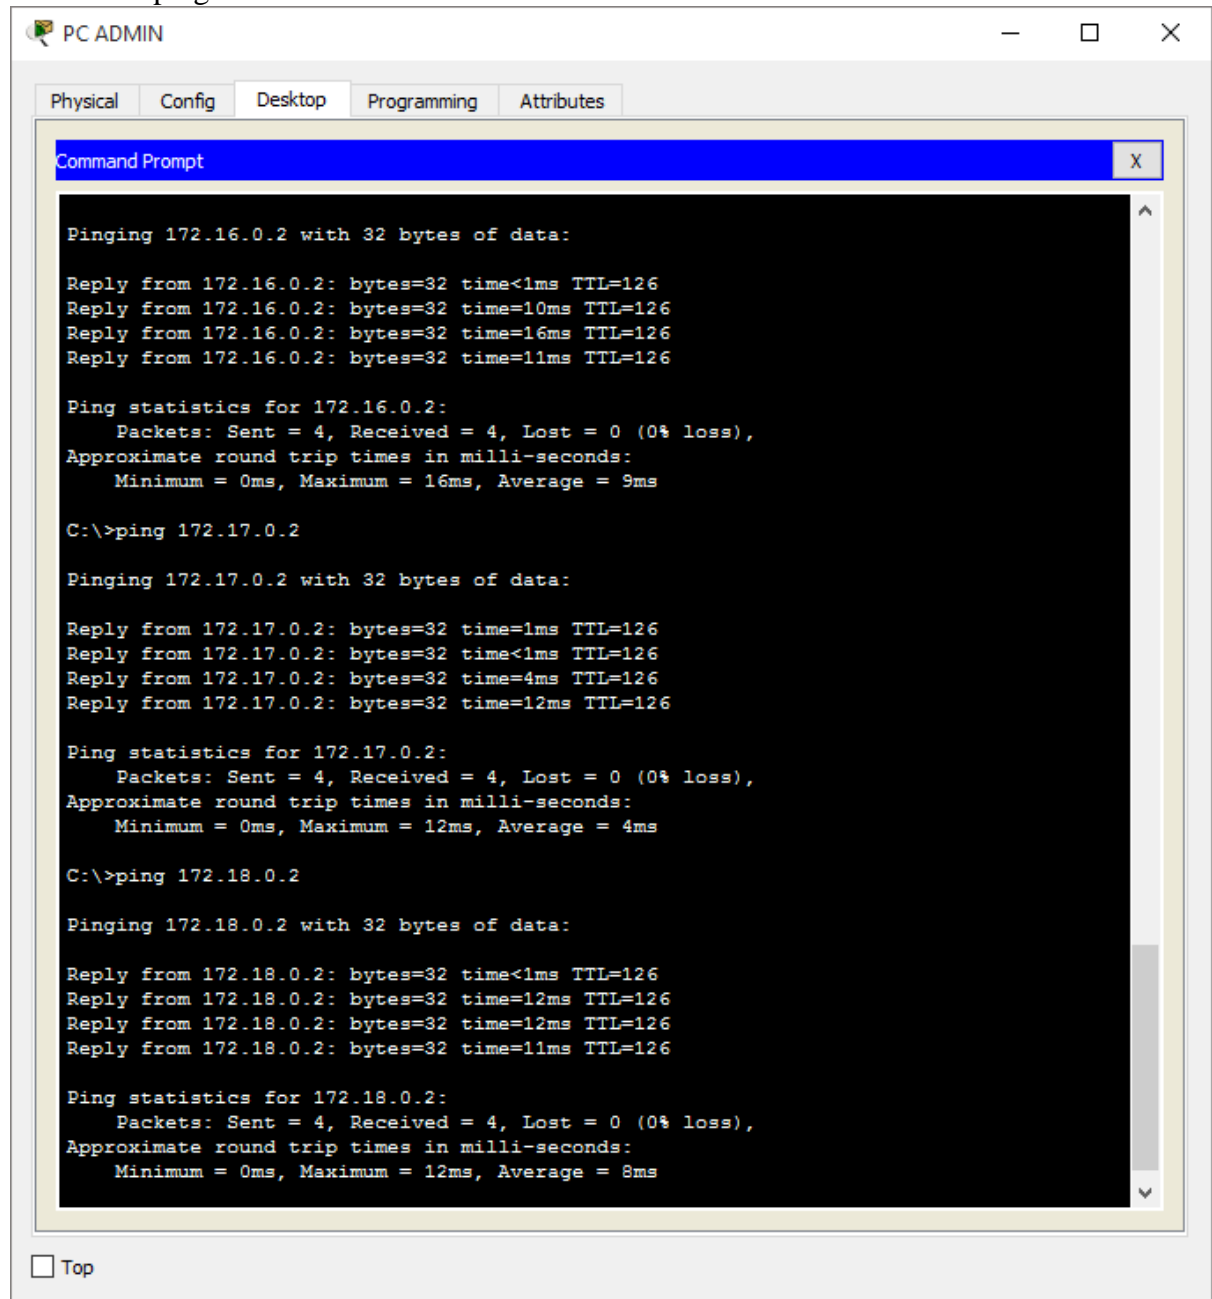 PC ADMIN
Physical Config Desktop Programming Attributes
Command Prompt X
Pinging 172.16.0.2 with 32 bytes of data:
Reply from 172.16.0.2: bytes=32 time<1ms TTL=126
Reply from 172.16.0.2: bytes=32 time=10ms TTL=126
Reply from 172.16.0.2: bytes=32 time=16ms TTL=126
Reply from 172.16.0.2: bytes=32 time=11ms TTL=126
Ping statistics for 172.16.0.2:
Packets: Sent = 4, Received = 4, Lost = 0 (0% loss),
Approximate round trip times in milli-seconds:
Minimum = 0ms, Maximum = 16ms, Average = 9ms
C:\>ping 172.17.0.2
Pinging 172.17.0.2 with 32 bytes of data:
Reply from 172.17.0.2: bytes=32 time=1ms TTL=126
Reply from 172.17.0.2: bytes=32 time<1ms TTL=126
Reply from 172.17.0.2: bytes=32 time=4ms TTL=126
Reply from 172.17.0.2: bytes=32 time=12ms TTL=126
Ping statistics for 172.17.0.2:
Packets: Sent = 4, Received = 4, Lost = 0 (0% loss),
Approximate round trip times in milli-seconds:
Minimum = 0ms, Maximum = 12ms, Average = 4ms
C:\>ping 172.18.0.2
Pinging 172.18.0.2 with 32 bytes of data:
Reply from 172.18.0.2: bytes=32 time<1ms TTL=126
Reply from 172.18.0.2: bytes=32 time=12ms TTL=126
Reply from 172.18.0.2: bytes=32 time=12ms TTL=126
Reply from 172.18.0.2: bytes=32 time=11ms TTL=126
Ping statistics for 172.18.0.2:
Packets: Sent = 4, Received = 4, Lost = 0 (0% loss),
Approximate round trip times in milli-seconds:
Minimum = 0ms, Maximum = 12ms, Average = 8ms
Top